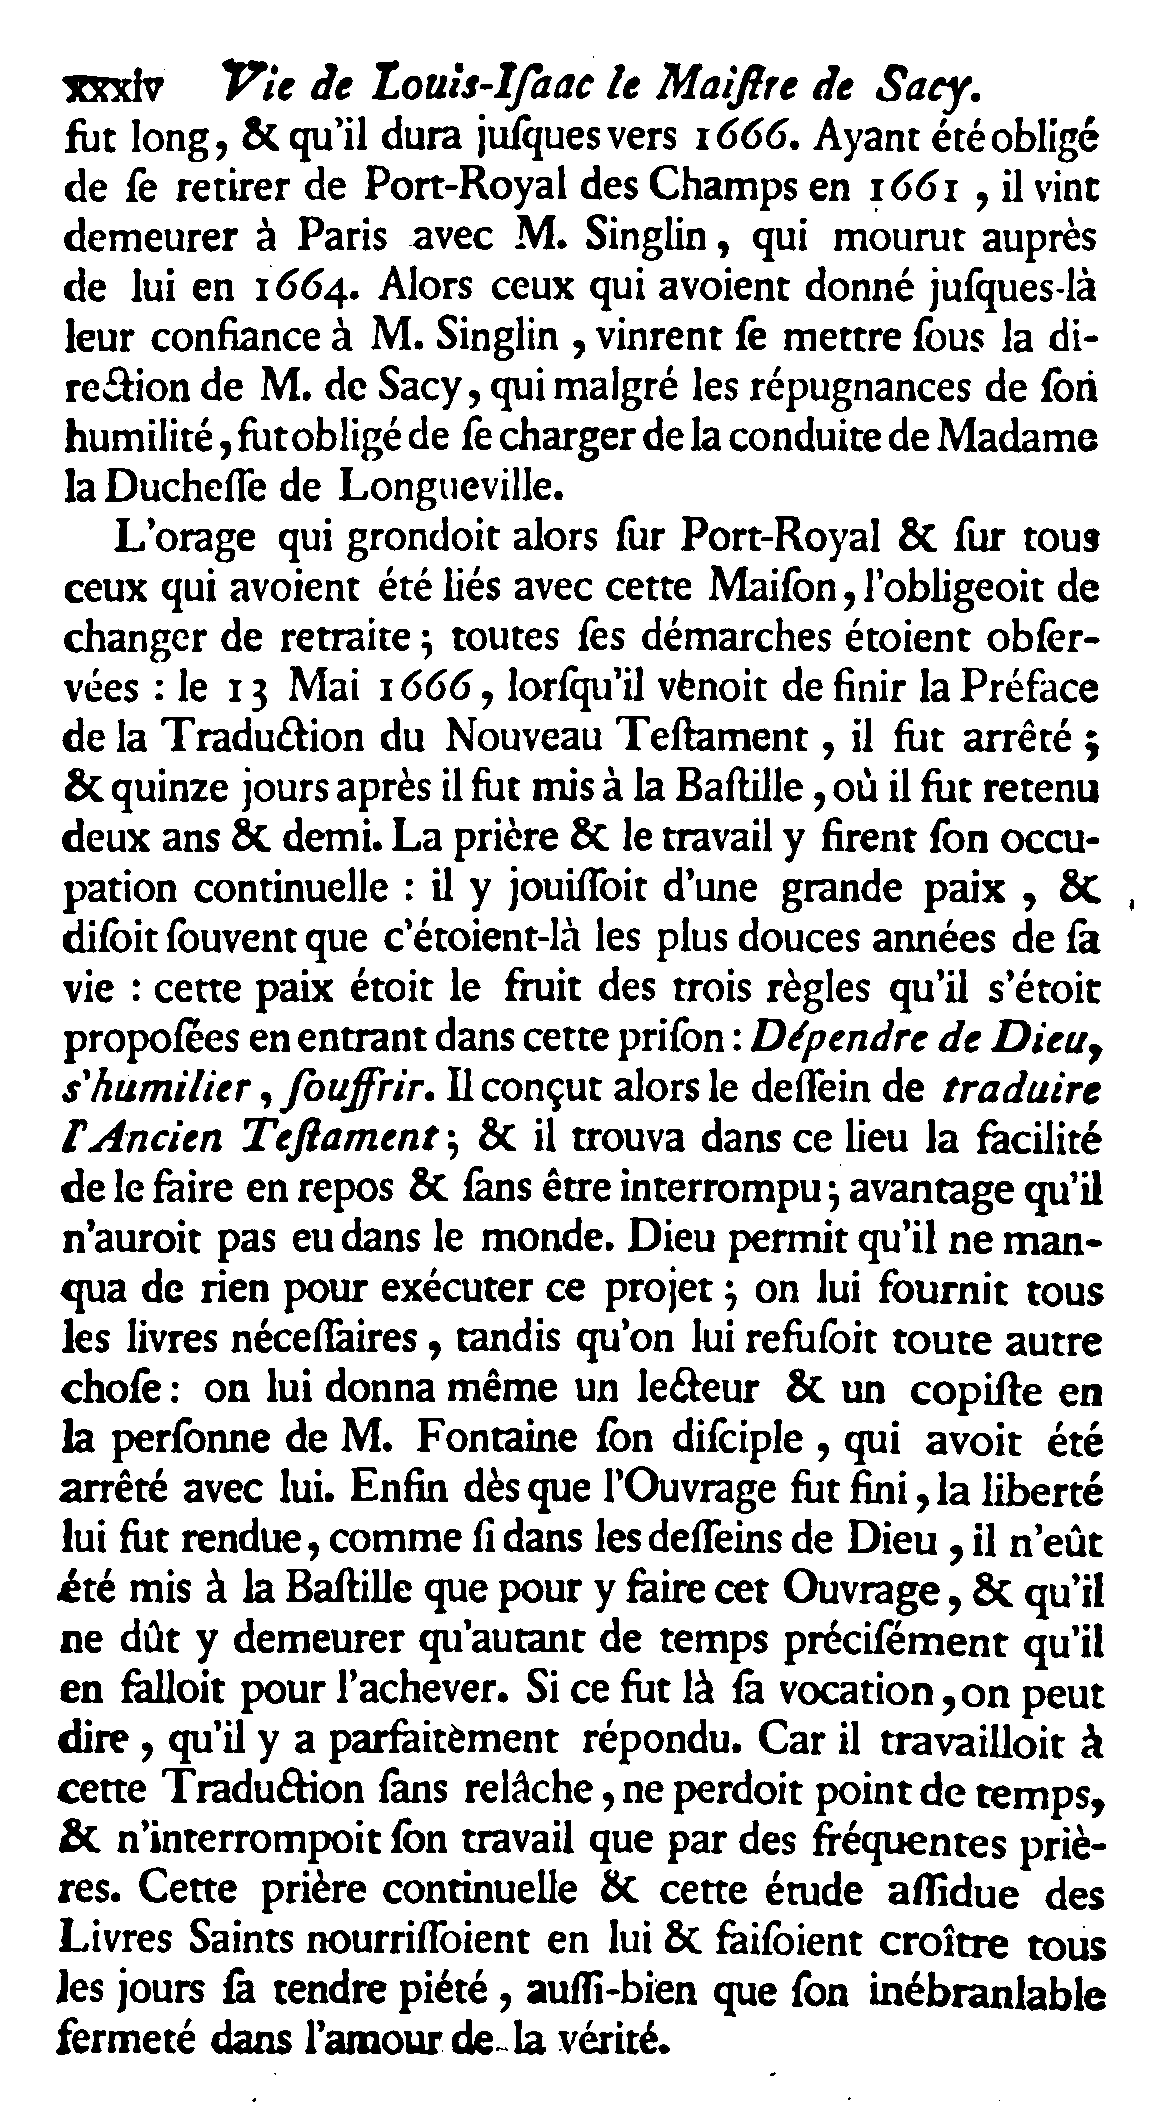 xxxiv Vie de Louis-Iſaac le Maiſtre de Sacy.
fut long, & qu'il dura juſques vers 1666. Ayant été obligé
de ſe retirer de Port-Royal des Champs en 1661, il vint
demeurer à Paris avec M. Singlin, qui mourut auprès
de lui en 1664. Alors ceux qui avoient donné juſques-là
leur confiance à M. Singlin, vinrent ſe mettre ſous la di-
rection de M. de Sacy, qui malgré les répugnances de ſon
humilité, fut obligé de ſe charger de la conduite de Madame
la Ducheſſe de Longueville.
L'orage qui grondoit alors ſur Port-Royal & ſur tous
ceux qui avoient été liés avec cette Maiſon, l'obligeoit de
changer de retraite; toutes ſes démarches étoient obſer-
vées : le 13 Mai 1666, lorſqu'il vènoit de finir la Préface
de la Traduction du Nouveau Teſtament, il fut arrêté;
& quinze jours après il fut mis à la Baſtille, où il fut retenu
deux ans & demi. La prière & le travail y firent ſon occu-
pation continuelle : il y jouiſſoit d'une grande paix, &
diſoit ſouvent que c'étoient-là les plus douces années de ſa
vie : cette paix étoit le fruit des trois règles qu'il s'étoit
propoſées en entrant dans cette priſon : Dépendre de Dieu,
s'humilier, ſouffrir. Il conçut alors le deſſein de traduire
l'Ancien Teſtament; & il trouva dans ce lieu la facilité
de le faire en repos & ſans être interrompu; avantage qu'il
n'auroit pas eu dans le monde. Dieu permit qu'il ne man-
qua de rien pour exécuter ce projet; on lui fournit tous
les livres néceſſaires, tandis qu'on lui refuſoit toute autre
choſe : on lui donna même un lecteur & un copiſte en
la perſonne de M. Fontaine ſon diſciple, qui avoit été
arrêté avec lui. Enfin dès que l'Ouvrage fut fini, la liberté
lui fut rendue, comme ſi dans les deſſeins de Dieu, il n'eût
été mis à la Baſtille que pour y faire cet Ouvrage, & qu'il
ne dût y demeurer qu'autant de temps préciſément qu'il
en falloit pour l'achever. Si ce fut là ſa vocation, on peut
dire, qu'il y a parfaitèment répondu. Car il travailloit à
cette Traduction ſans relâche, ne perdoit point de temps,
& n'interrompoit ſon travail que par des fréquentes priè-
res. Cette prière continuelle & cette étude aſſidue des
Livres Saints nourriſſoient en lui & faiſoient croître tous
les jours ſa tendre piété, auſſi-bien que ſon inébranlable
fermeté dans l'amour de la vérité.